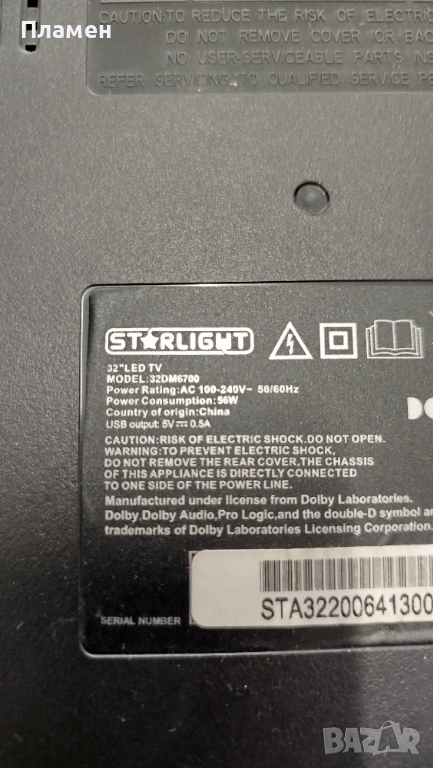 Пламен
CAUTION:TO REDUCE THE RISK OF ELECTRIC
DO NOT REMOVE COVER OR BAC
NO USER-SERVICEABLE PARTS INS
REFER SERVICING TO QUALIFIED SERVICE PE
STARLIGHT
32"LED TV
MODEL:32DM6700
Power Rating:AC 100-240V~ 50/60Hz
Power Consumption:56W
Country of origin:China
USB output: 5V⎓0.5A
CAUTION:RISK OF ELECTRIC SHOCK.DO NOT OPEN.
WARNING:TO PREVENT ELECTRIC SHOCK,
DO NOT REMOVE THE REAR COVER,THE CHASSIS
OF THIS APPLIANCE IS DIRECTLY CONNECTED
TO ONE SIDE OF THE POWER LINE.
Manufactured under license from Dolby Laboratories.
Dolby,Dolby Audio,Pro Logic,and the double-D symbol ar
trademarks of Dolby Laboratories Licensing Corporation.
STA32200641300
SERIAL NUMBER
BAZAR